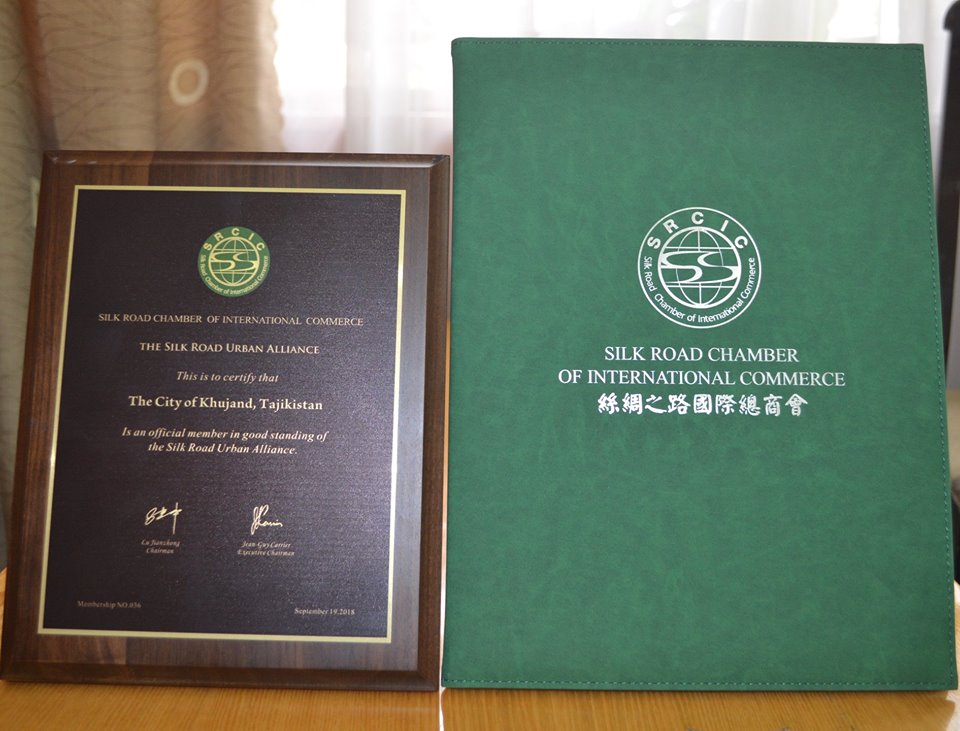 SRCIC
Silk Road Chamber of International Commerce
SILK ROAD CHAMBER OF INTERNATIONAL COMMERCE
THE SILK ROAD URBAN ALLIANCE
This is to certify that
The City of Khujand, Tajikistan
Is an official member in good standing of
the Silk Road Urban Alliance.
Lu Jianzhong
Chairman
Jean-Guy Carrier
Executive Chairman
Membership NO.036
September 19,2018
SRCIC
Silk Road Chamber of International Commerce
SILK ROAD CHAMBER
OF INTERNATIONAL COMMERCE
絲綢之路國際總商會